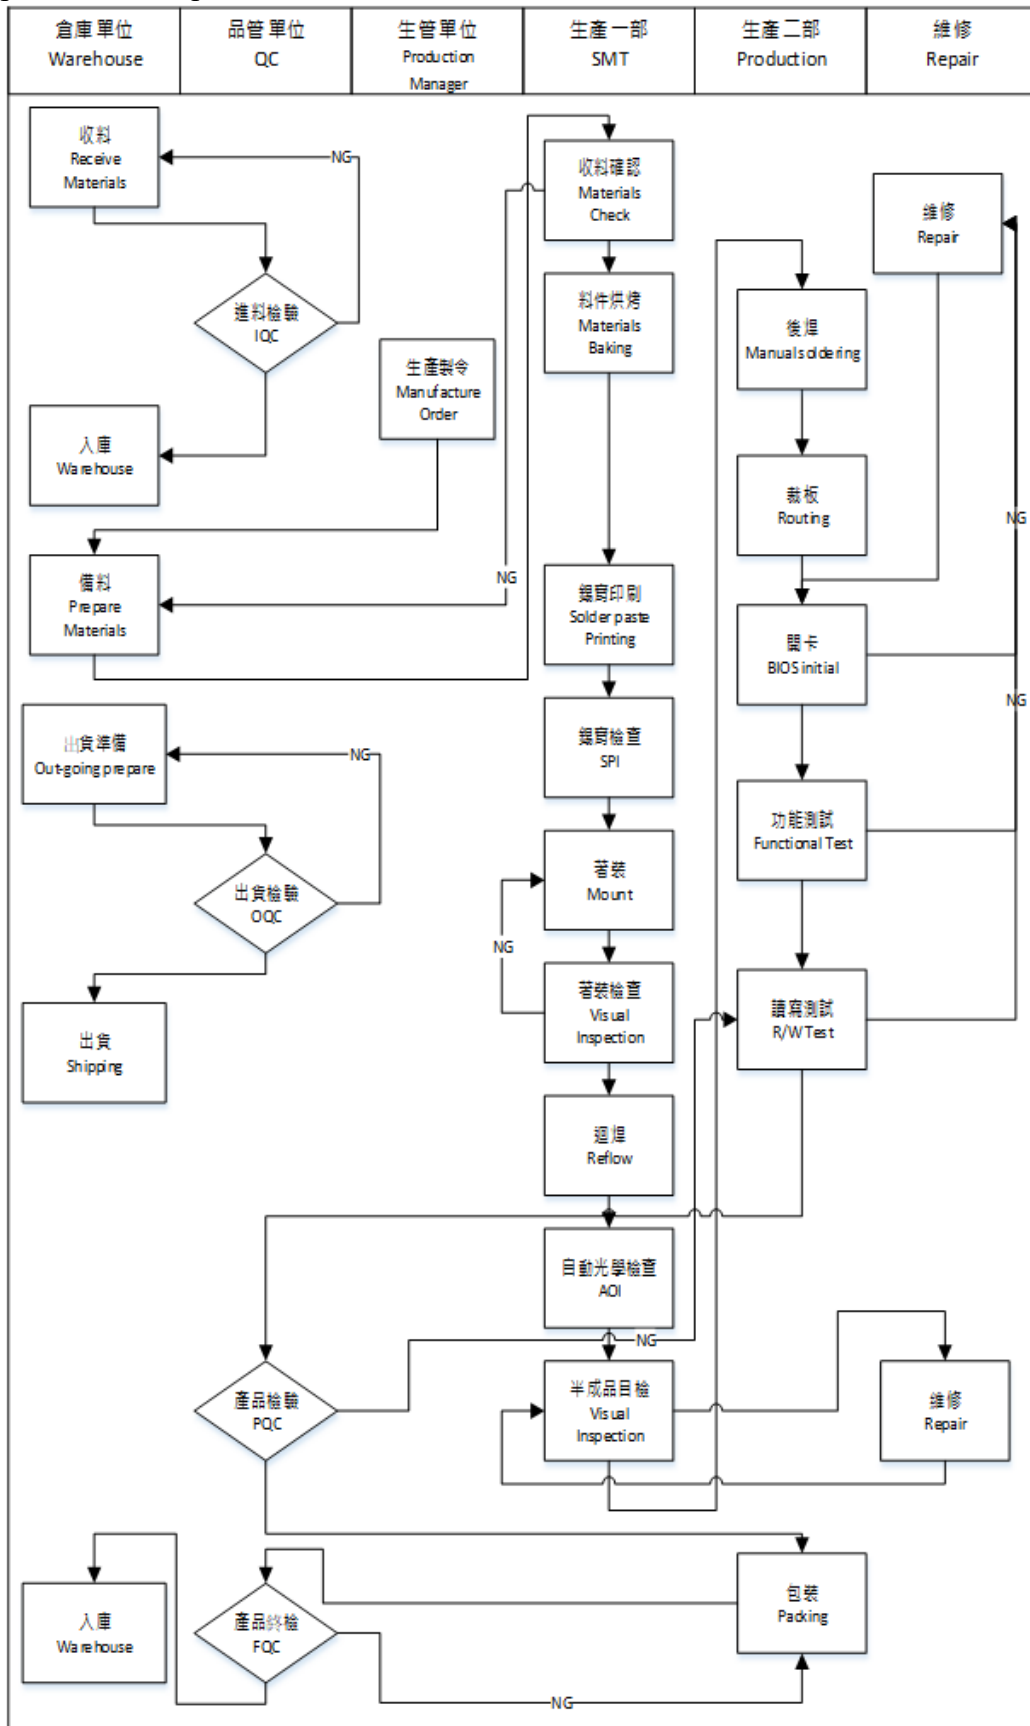 倉庫單位
Warehouse
品管單位
QC
生管單位
Production
Manager
生產一部
SMT
生產二部
Production
維修
Repair
收料
Receive
Materials
NG
收料確認
Materials
Check
維修
Repair
進料檢驗
IQC
料件烘烤
Materials
Baking
後焊
Manual soldering
生產製令
Manufacture
Order
入庫
Warehouse
裁板
Routing
NG
備料
Prepare
Materials
NG
錫膏印刷
Solder paste
Printing
開卡
BIOS initial
NG
出貨準備
Out-going prepare
NG
錫膏檢查
SPI
功能測試
Functional Test
出貨檢驗
OQC
著裝
Mount
NG
著裝檢查
Visual
Inspection
讀寫測試
R/W Test
出貨
Shipping
迴焊
Reflow
自動光學檢查
AOI
NG
產品檢驗
PQC
半成品目檢
Visual
Inspection
維修
Repair
包裝
Packing
入庫
Warehouse
產品終檢
FQC
NG